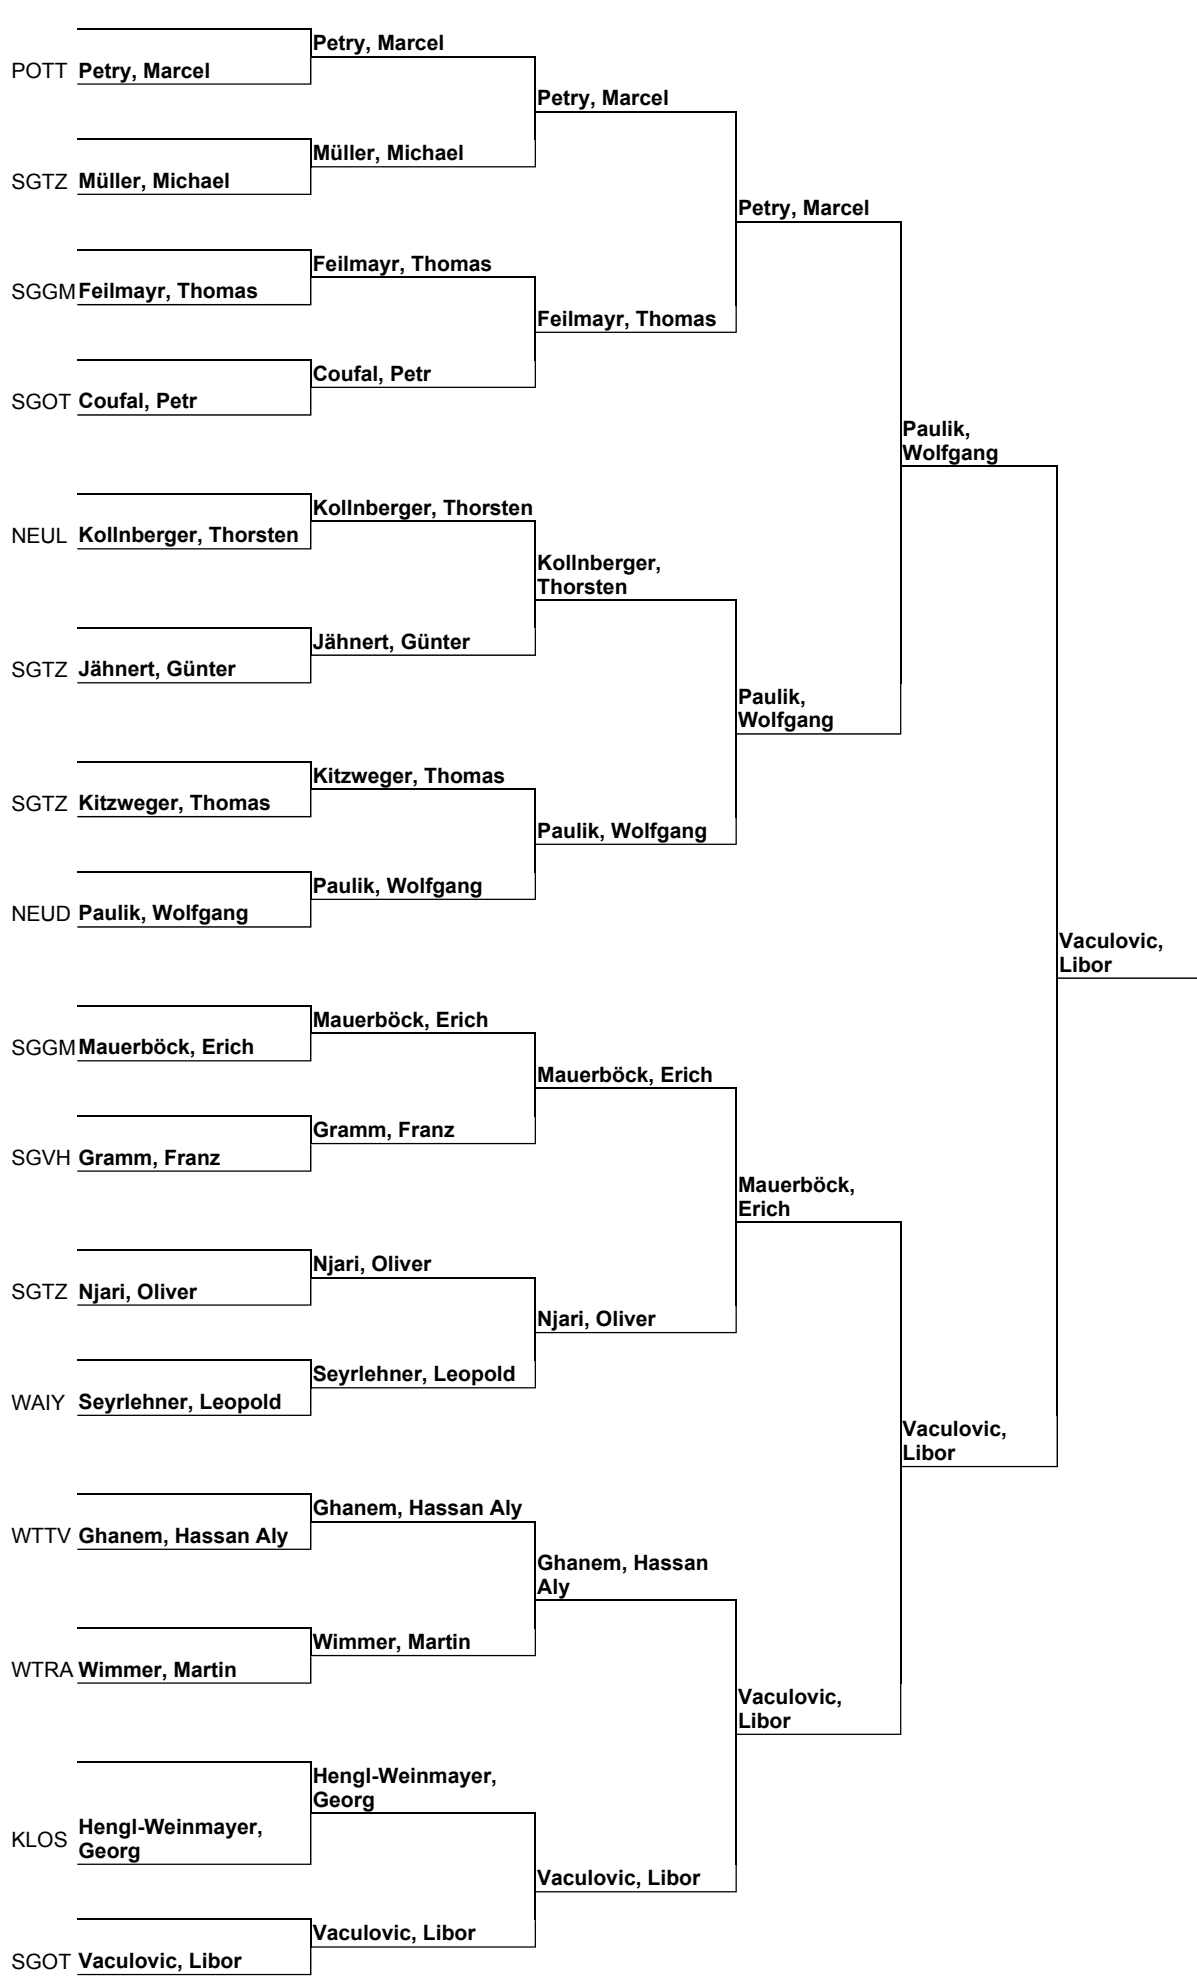 Petry, Marcel
POTT Petry, Marcel
Petry, Marcel
Müller, Michael
SGTZ Müller, Michael
Petry, Marcel
Feilmayr, Thomas
SGGM Feilmayr, Thomas
Feilmayr, Thomas
Coufal, Petr
SGOT Coufal, Petr
Paulik,
Wolfgang
Kollnberger, Thorsten
NEUL Kollnberger, Thorsten
Kollnberger,
Thorsten
Jähnert, Günter
SGTZ Jähnert, Günter
Paulik,
Wolfgang
Kitzweger, Thomas
SGTZ Kitzweger, Thomas
Paulik, Wolfgang
Paulik, Wolfgang
NEUD Paulik, Wolfgang
Vaculovic,
Libor
Mauerböck, Erich
SGGM Mauerböck, Erich
Mauerböck, Erich
Gramm, Franz
SGVH Gramm, Franz
Mauerböck,
Erich
Njari, Oliver
SGTZ Njari, Oliver
Njari, Oliver
Seyrlehner, Leopold
WAIY Seyrlehner, Leopold
Vaculovic,
Libor
Ghanem, Hassan Aly
WTTV Ghanem, Hassan Aly
Ghanem, Hassan
Aly
Wimmer, Martin
WTRA Wimmer, Martin
Vaculovic,
Libor
Hengl-Weinmayer,
Georg
KLOS Hengl-Weinmayer,
Georg
Vaculovic, Libor
Vaculovic, Libor
SGOT Vaculovic, Libor